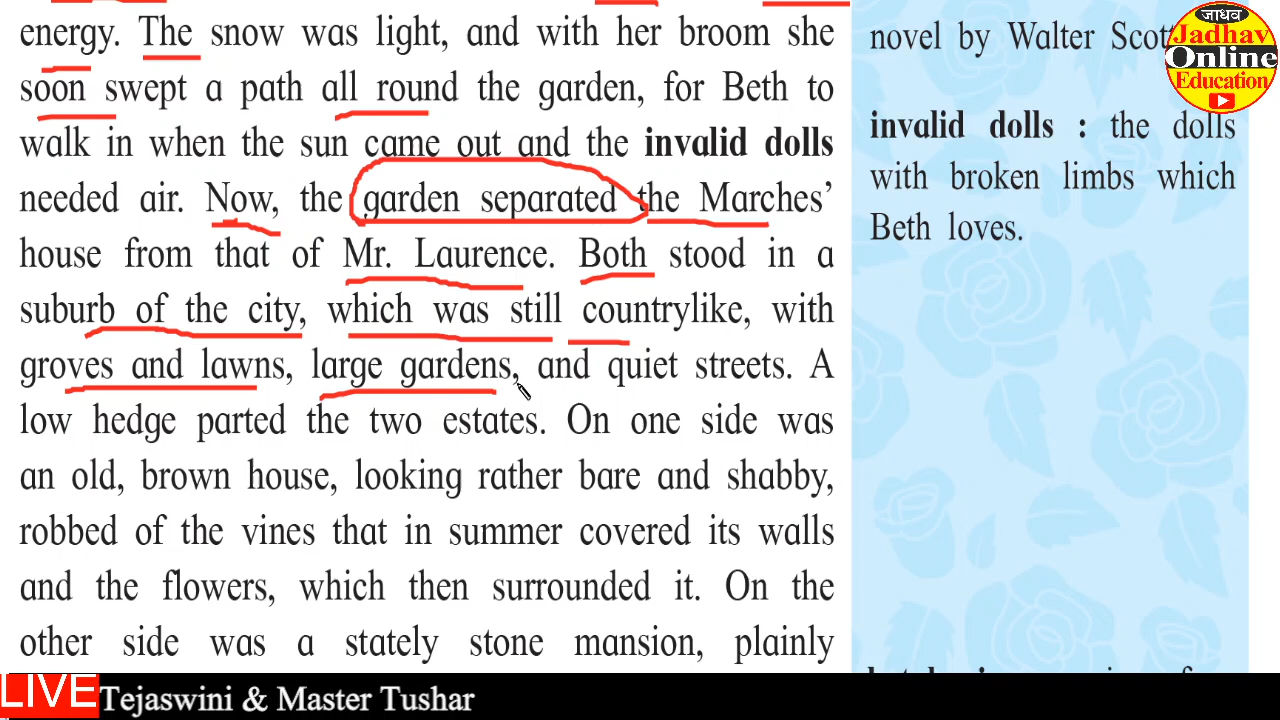 energy. The snow was light, and with her broom she
soon swept a path all round the garden, for Beth to
walk in when the sun came out and the invalid dolls
needed air. Now, the garden separated the Marches’
house from that of Mr. Laurence. Both stood in a
suburb of the city, which was still countrylike, with
groves and lawns, large gardens, and quiet streets. A
low hedge parted the two estates. On one side was
an old, brown house, looking rather bare and shabby,
robbed of the vines that in summer covered its walls
and the flowers, which then surrounded it. On the
other side was a stately stone mansion, plainly
novel by Walter
invalid dolls : the dolls
with broken limbs which
Beth loves.
जाधव
Jadhav
Online
Education
LIVE Tejaswini & Master Tushar